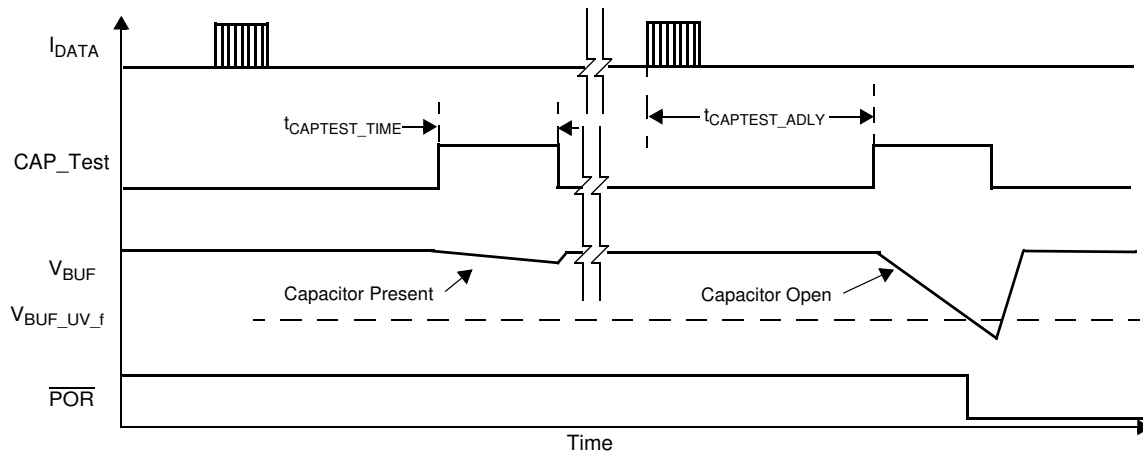 I_DATA
t_CAPTEST_TIME
t_CAPTEST_ADLY
CAP_Test
V_BUF
Capacitor Present
Capacitor Open
V_BUF_UV_f
POR
Time